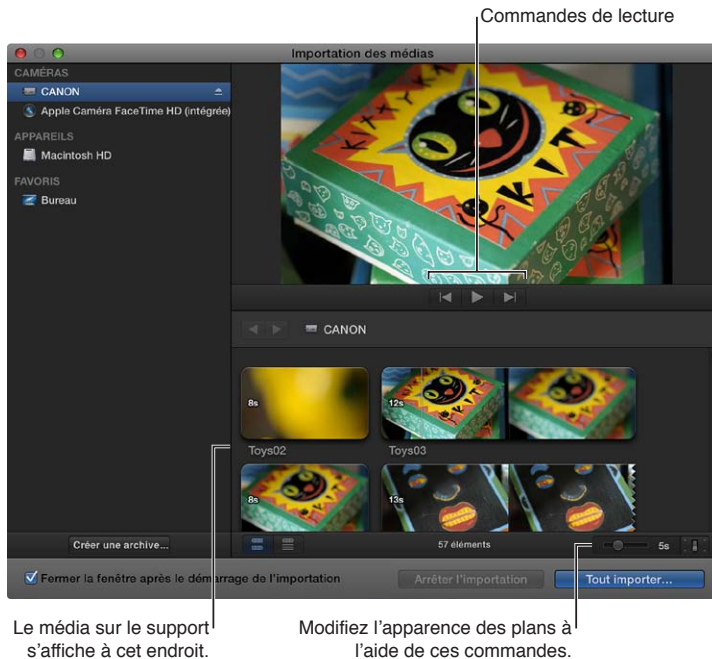 Commandes de lecture
Importation des médias
CAMÉRAS
CANON
Apple Caméra FaceTime HD (intégrée)
APPAREILS
Macintosh HD
FAVORIS
Bureau
KIT
CANON
8s
12s
Toys02
Toys03
8s
13s
Créer une archive...
57 éléments
5s
Fermer la fenêtre après le démarrage de l'importation
Arrêter l'importation
Tout importer...
Le média sur le support
s’affiche à cet endroit.
Modifiez l’apparence des plans à
l’aide de ces commandes.